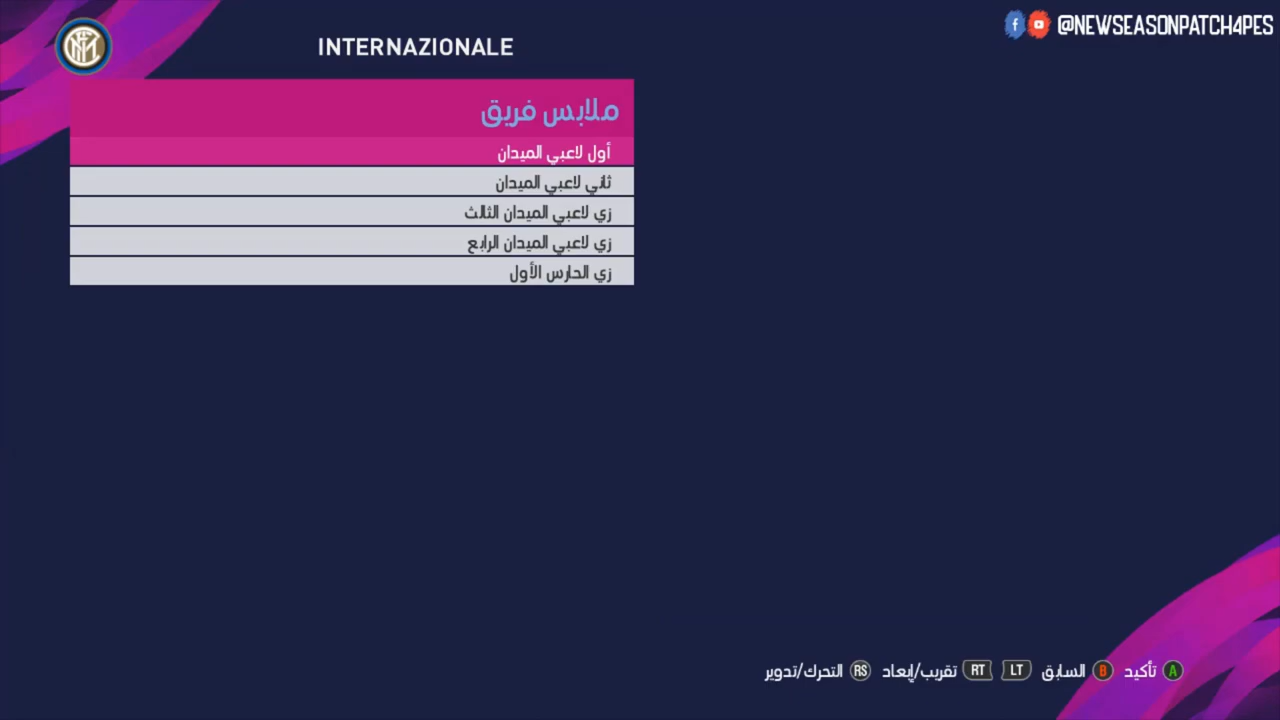 @NEWSEASONPATCH4PES
INTERNAZIONALE
ملابس فريق
أول لاعبي الميدان
ثاني لاعبي الميدان
زي لاعبي الميدان الثالث
زي لاعبي الميدان الرابع
زي الحارس الأول
A تأكيد B السابق LT RT تقريب/إبعاد RS التحرك/تدوير